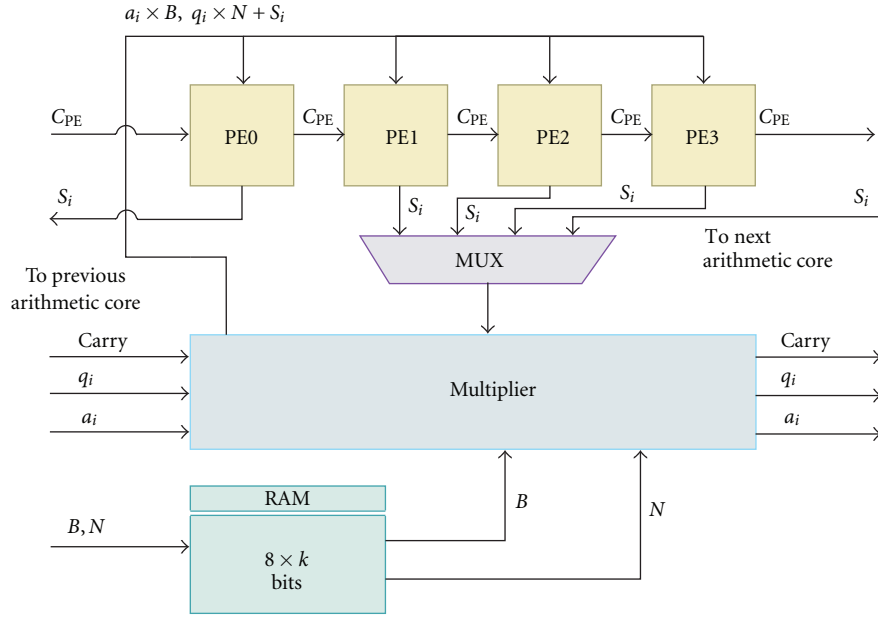 a_i × B, q_i × N + S_i
C_PE
PE0
C_PE
PE1
C_PE
PE2
C_PE
PE3
C_PE
S_i
S_i
S_i
S_i
S_i
To next
arithmetic core
MUX
To previous
arithmetic core
Carry
q_i
a_i
Multiplier
Carry
q_i
a_i
RAM
B
N
B, N
8 × k
bits